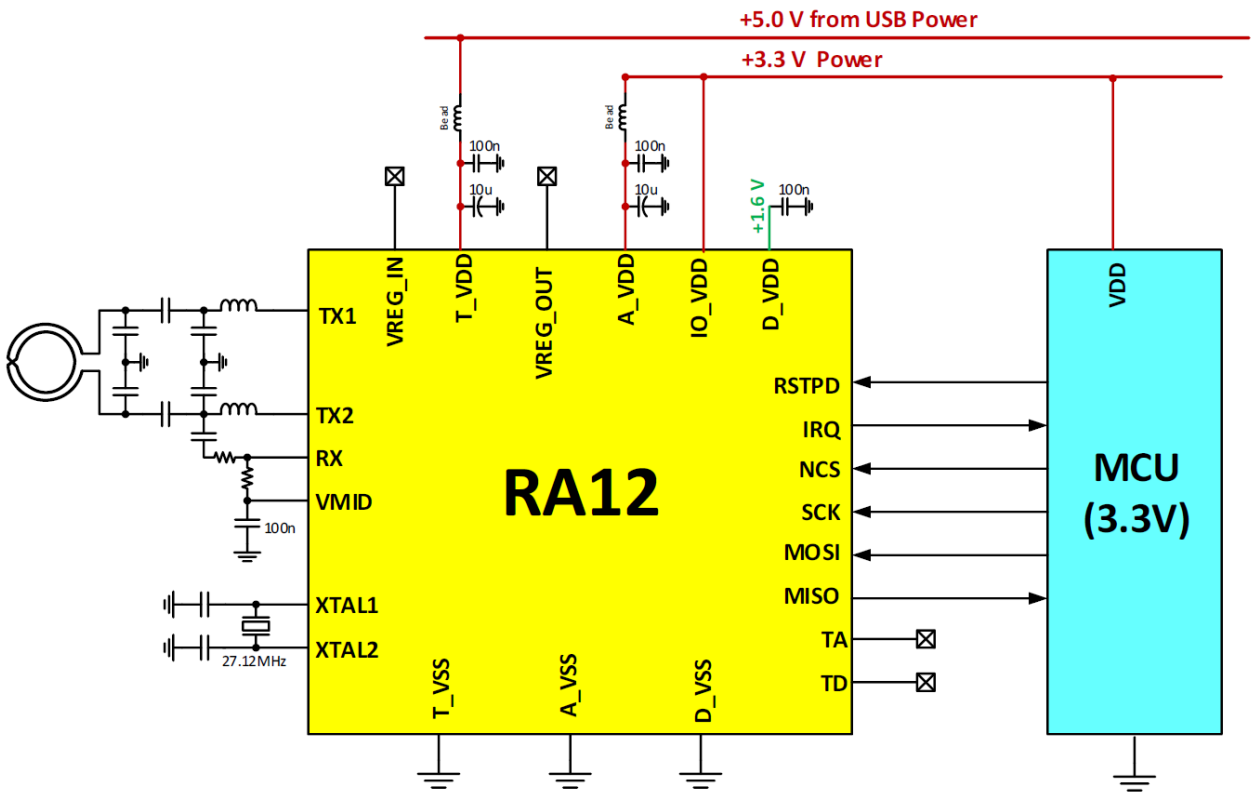 +5.0 V from USB Power
+3.3 V  Power
Bead
Bead
100n
100n
10u
10u
+1.6 V
100n
VREG_IN
T_VDD
VREG_OUT
A_VDD
IO_VDD
D_VDD
VDD
TX1
TX2
RX
VMID
100n
XTAL1
XTAL2
27.12MHz
RA12
RSTPD
IRQ
NCS
SCK
MOSI
MISO
TA
TD
MCU
(3.3V)
T_VSS
A_VSS
D_VSS